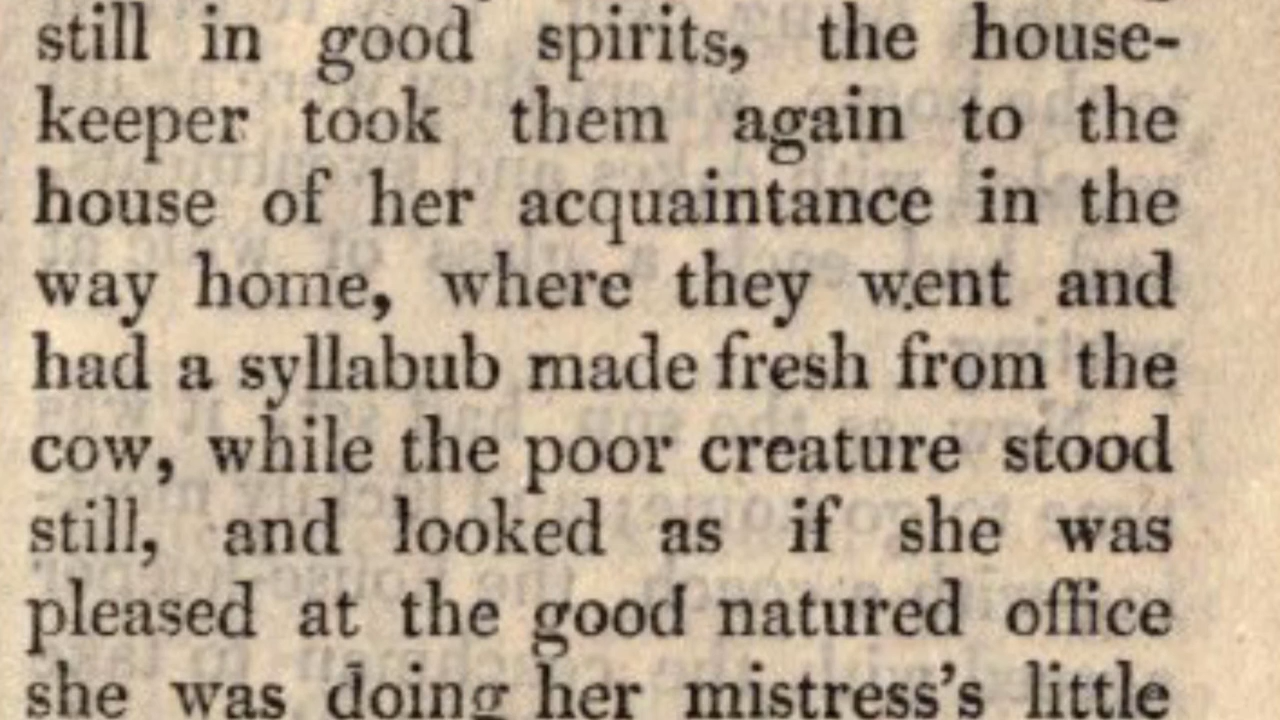 still in good spirits, the house-
keeper took them again to the
house of her acquaintance in the
way home, where they went and
had a syllabub made fresh from the
cow, while the poor creature stood
still, and looked as if she was
pleased at the good natured office
she was doing her mistress's little